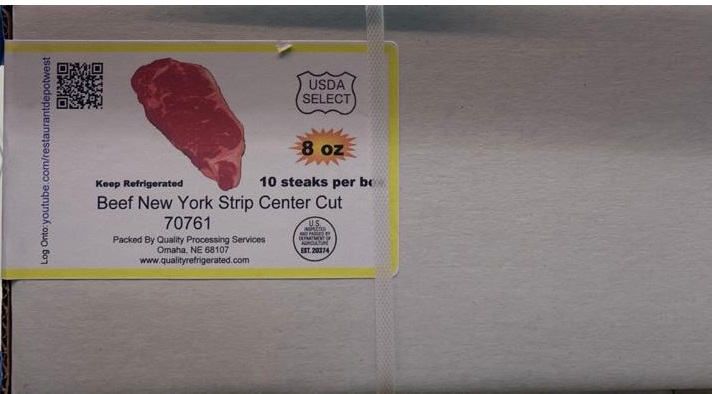 Log Onto: youtube.com/restaurantdepotwest
USDA
SELECT
8 oz
Keep Refrigerated
10 steaks per bo
Beef New York Strip Center Cut
70761
Packed By Quality Processing Services
Omaha, NE 68107
www.qualityrefrigerated.com
U.S.
INSPECTED
AND PASSED BY
DEPARTMENT OF
AGRICULTURE
EST. 20374